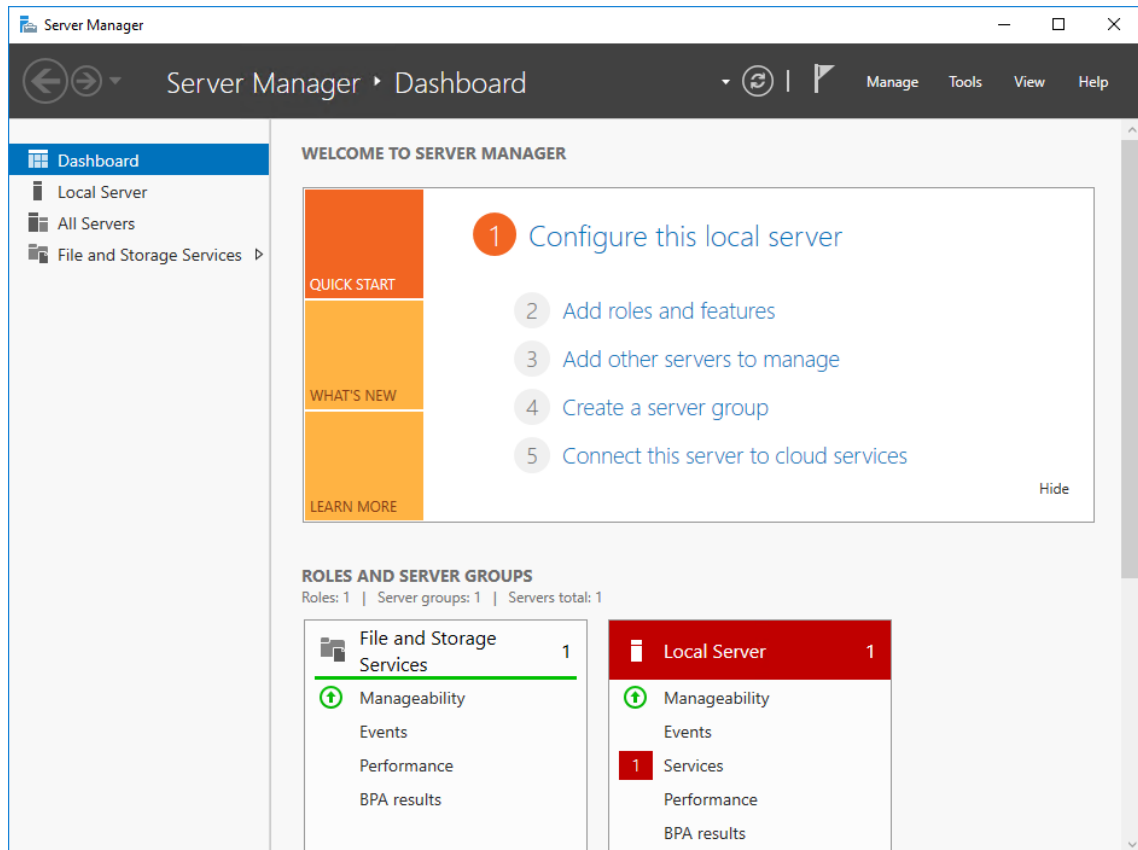 Server Manager
Server Manager ‣ Dashboard
Manage Tools View Help
Dashboard
Local Server
All Servers
File and Storage Services
WELCOME TO SERVER MANAGER
QUICK START
WHAT'S NEW
LEARN MORE
1 Configure this local server
2 Add roles and features
3 Add other servers to manage
4 Create a server group
5 Connect this server to cloud services
Hide
ROLES AND SERVER GROUPS
Roles: 1 | Server groups: 1 | Servers total: 1
File and Storage
Services 1
Manageability
Events
Performance
BPA results
Local Server 1
Manageability
Events
1 Services
Performance
BPA results